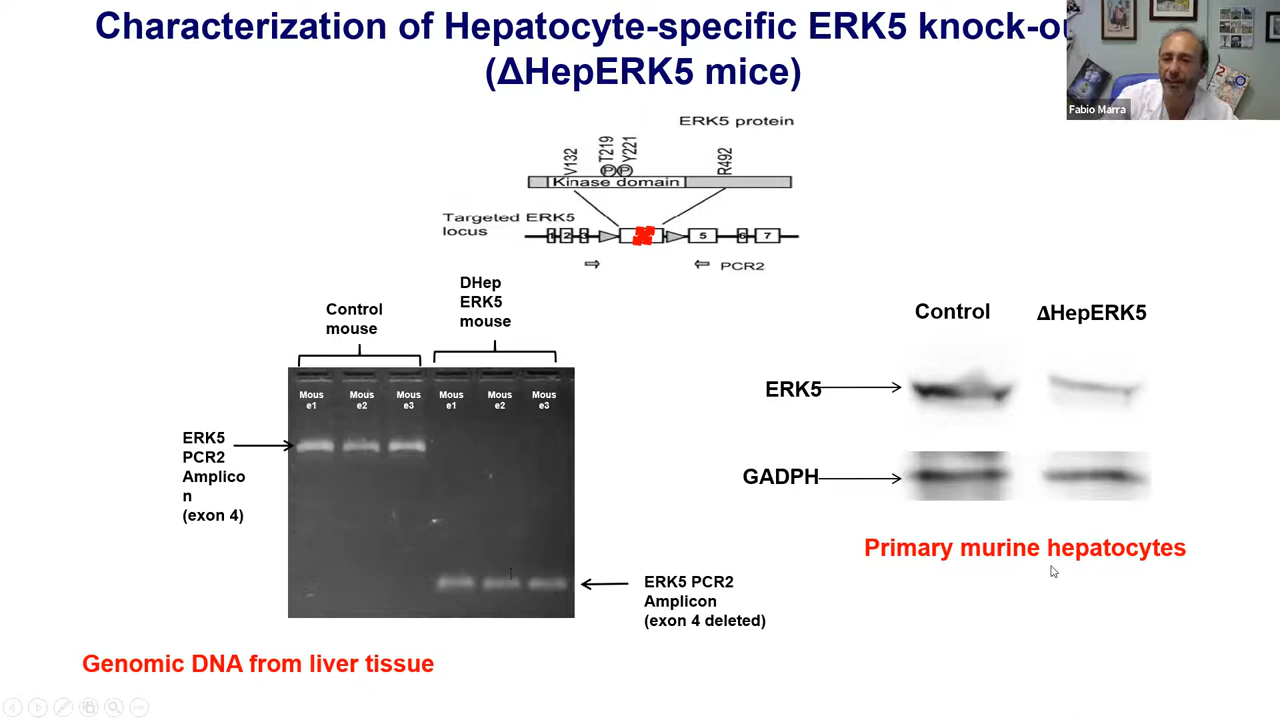 Characterization of Hepatocyte-specific ERK5 knock-ou
(ΔHepERK5 mice)
Fabio Marra
ERK5 protein
V132
T219
Y221
R492
P P
Kinase domain
Targeted ERK5
locus
1 2 3 5 6 7
PCR2
Control
mouse
DHep
ERK5
mouse
Mous
e1
Mous
e2
Mous
e3
Mous
e1
Mous
e2
Mous
e3
ERK5
PCR2
Amplico
n
(exon 4)
ERK5 PCR2
Amplicon
(exon 4 deleted)
Genomic DNA from liver tissue
Control ΔHepERK5
ERK5
GADPH
Primary murine hepatocytes